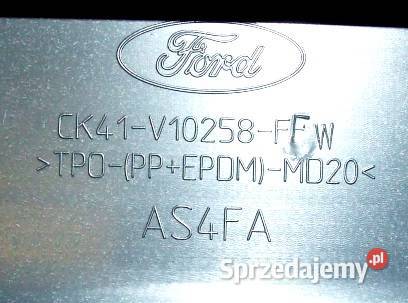 Ford
CK41-V10258-FFW
>TPO-(PP+EPDM)-MD20<
AS4FA
Sprzedajemy.pl